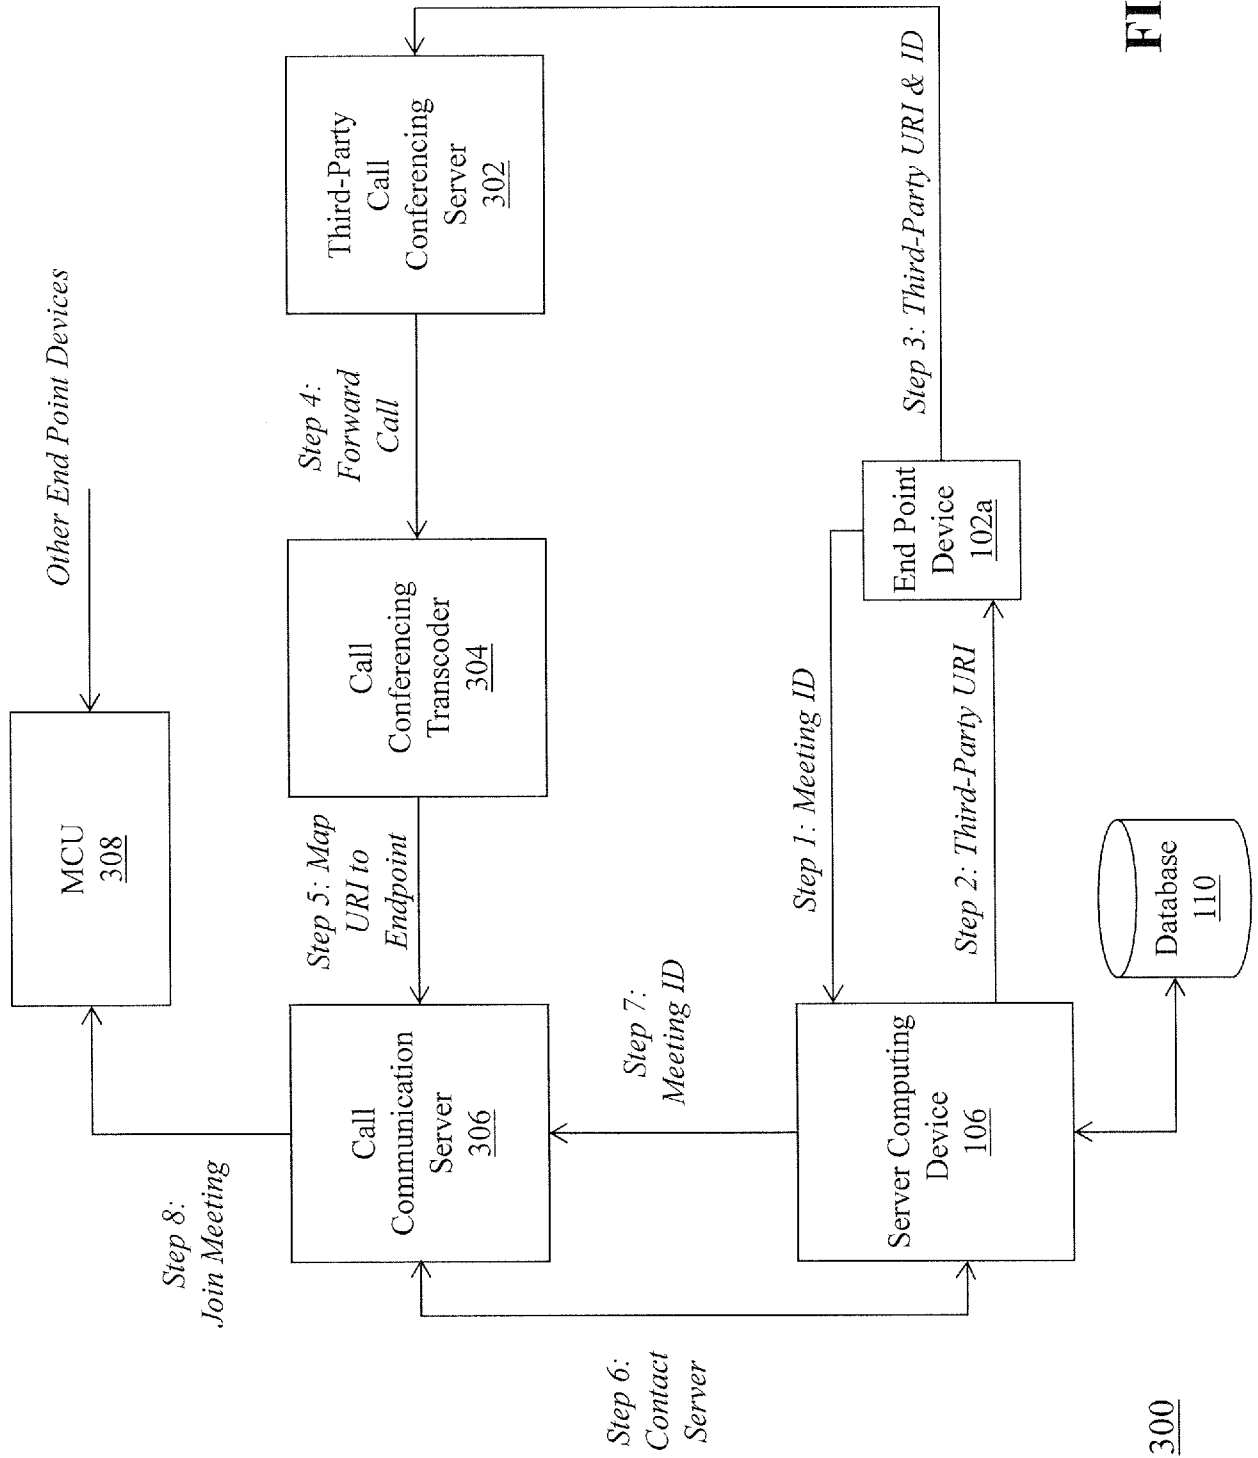 Other End Point Devices
MCU
308
Step 8:
Join Meeting
Third-Party
Call
Conferencing
Server
302
Step 4:
Forward
Call
Call
Conferencing
Transcoder
304
Step 5: Map
URI to
Endpoint
Call
Communication
Server
306
Step 7:
Meeting ID
Step 6:
Contact
Server
Step 3: Third-Party URI & ID
End Point
Device
102a
Step 1: Meeting ID
Step 2: Third-Party URI
Server Computing
Device
106
Database
110
300
FI